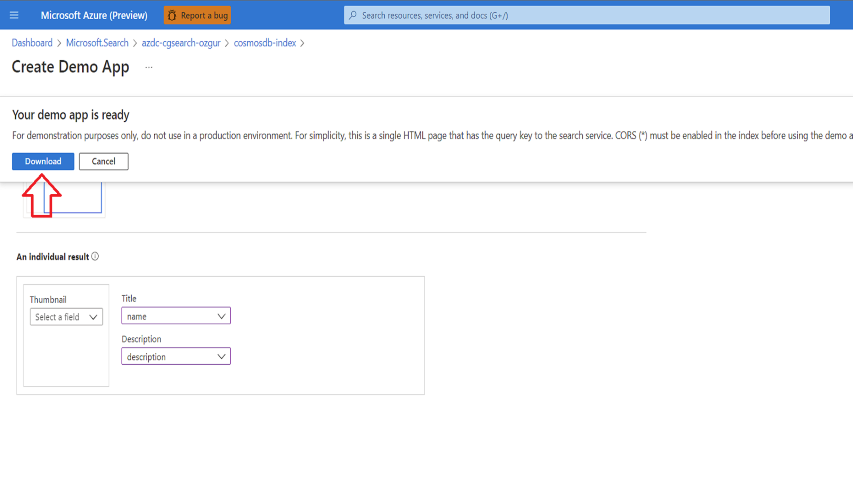 Microsoft Azure (Preview) Report a bug Search resources, services, and docs (G+/)
Dashboard > Microsoft.Search > azdc-cgsearch-ozgur > cosmosdb-index >
Create Demo App ...
Your demo app is ready
For demonstration purposes only, do not use in a production environment. For simplicity, this is a single HTML page that has the query key to the search service. CORS (*) must be enabled in the index before using the demo a
Download Cancel
An individual result
Thumbnail
Select a field
Title
name
Description
description